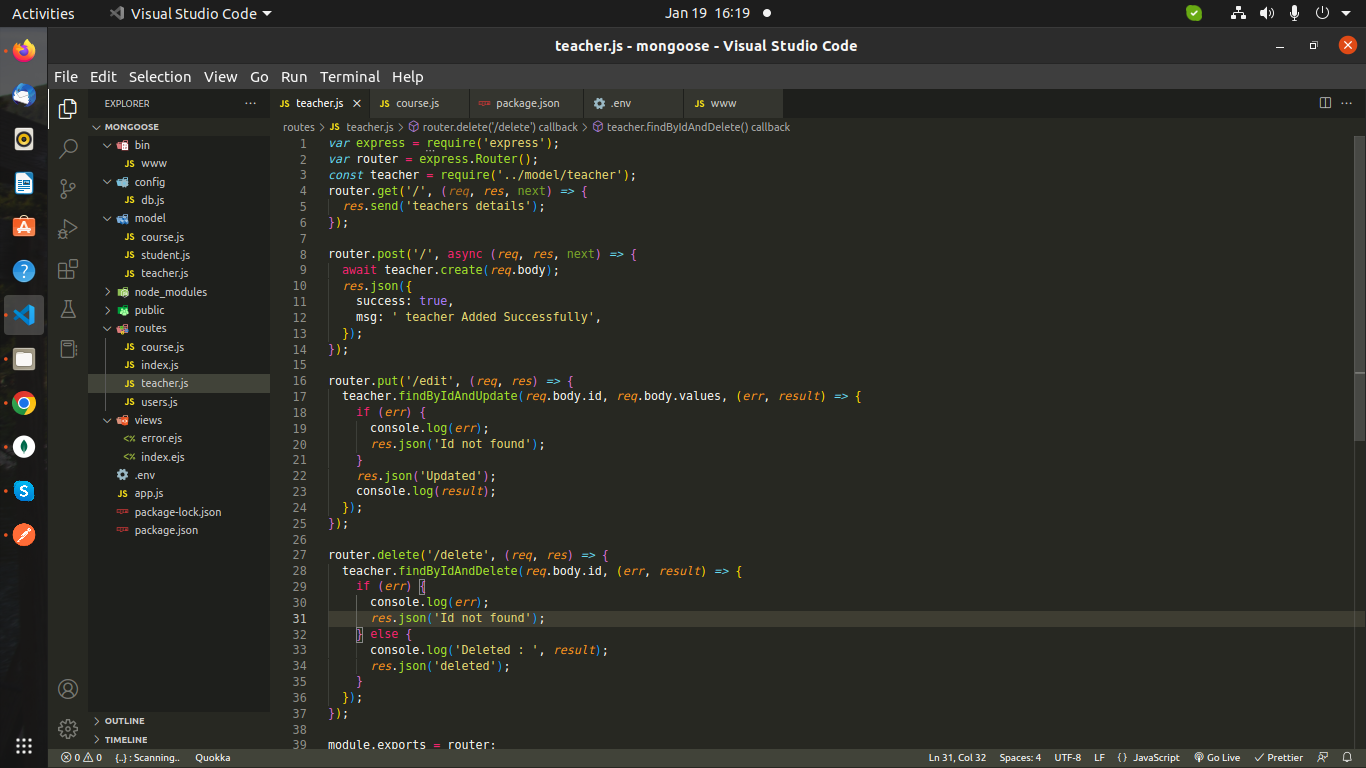 Activities
Visual Studio Code
Jan 19 16:19
teacher.js - mongoose - Visual Studio Code
File Edit Selection View Go Run Terminal Help
EXPLORER
MONGOOSE
bin
JS www
config
JS db.js
model
JS course.js
JS student.js
JS teacher.js
node_modules
public
routes
JS course.js
JS index.js
JS teacher.js
JS users.js
views
<% error.ejs
<% index.ejs
.env
JS app.js
package-lock.json
package.json
OUTLINE
TIMELINE
JS teacher.js
JS course.js
package.json
.env
JS www
routes > JS teacher.js > router.delete('/delete') callback > teacher.findByIdAndDelete() callback
1 var express = require('express');
2 var router = express.Router();
3 const teacher = require('../model/teacher');
4 router.get('/', (req, res, next) => {
5   res.send('teachers details');
6 });
7
8 router.post('/', async (req, res, next) => {
9   await teacher.create(req.body);
10   res.json({
11     success: true,
12     msg: ' teacher Added Successfully',
13   });
14 });
15
16 router.put('/edit', (req, res) => {
17   teacher.findByIdAndUpdate(req.body.id, req.body.values, (err, result) => {
18     if (err) {
19       console.log(err);
20       res.json('Id not found');
21     }
22     res.json('Updated');
23     console.log(result);
24   });
25 });
26
27 router.delete('/delete', (req, res) => {
28   teacher.findByIdAndDelete(req.body.id, (err, result) => {
29     if (err) {
30       console.log(err);
31       res.json('Id not found');
32     } else {
33       console.log('Deleted : ', result);
34       res.json('deleted');
35     }
36   });
37 });
38
39 module.exports = router;
0 0 {..} : Scanning.. Quokka
Ln 31, Col 32 Spaces: 4 UTF-8 LF {} JavaScript Go Live Prettier